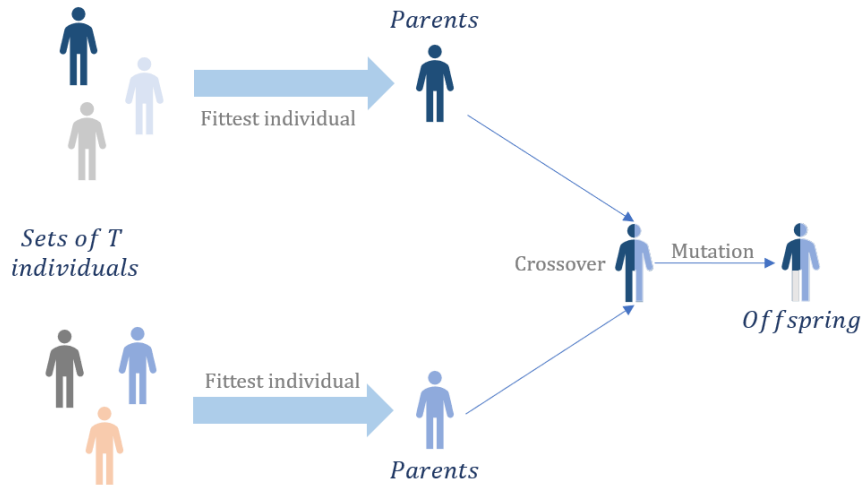 Parents
Fittest individual
Sets of T
individuals
Crossover
Mutation
Offspring
Fittest individual
Parents